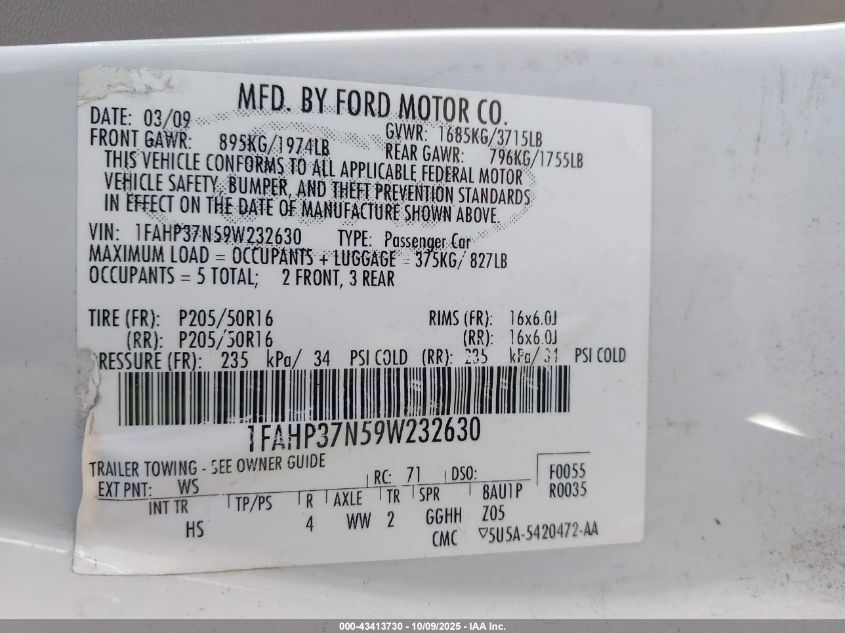 MFD. BY FORD MOTOR CO.
DATE: 03/09 GVWR: 1685KG/3715LB
FRONT GAWR: 895KG/1974LB REAR GAWR: 796KG/1755LB
THIS VEHICLE CONFORMS TO ALL APPLICABLE FEDERAL MOTOR
VEHICLE SAFETY, BUMPER, AND THEFT PREVENTION STANDARDS
IN EFFECT ON THE DATE OF MANUFACTURE SHOWN ABOVE.
VIN: 1FAHP37N59W232630 TYPE: Passenger Car
MAXIMUM LOAD = OCCUPANTS + LUGGAGE = 375KG/ 827LB
OCCUPANTS = 5 TOTAL; 2 FRONT, 3 REAR
TIRE (FR): P205/50R16 RIMS (FR): 16x6.0J
(RR): P205/50R16 (RR): 16x6.0J
PRESSURE (FR): 235 kPa/ 34 PSI COLD (RR): 235 kPa/ 34 PSI COLD
1FAHP37N59W232630
TRAILER TOWING - SEE OWNER GUIDE
EXT PNT: WS RC: 71 DSO: F0055
INT TR TP/PS R AXLE TR SPR 8AU1P R0035
HS 4 WW 2 GGHH Z05
CMC ▽5U5A-5420472-AA
000-43413730 - 10/09/2025 - IAA Inc.